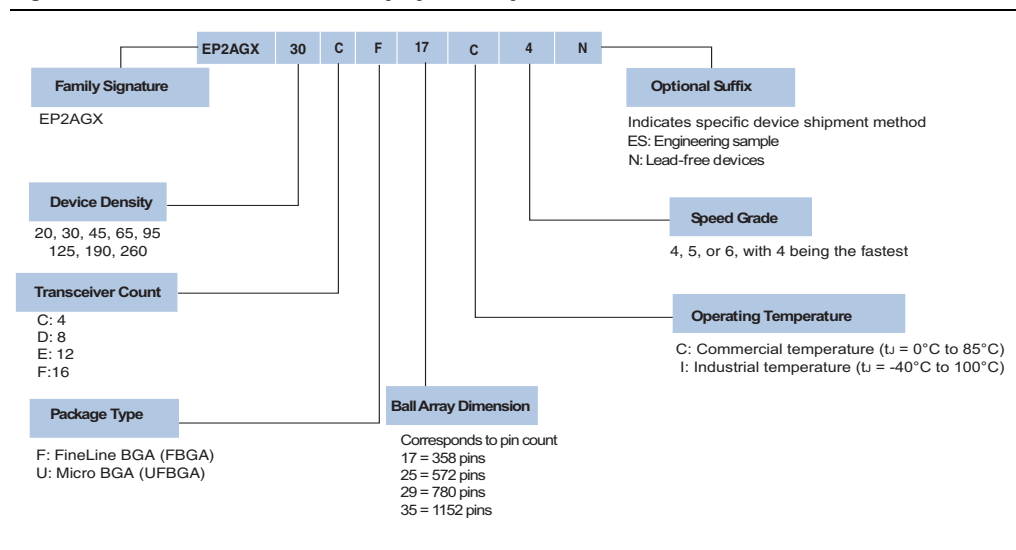 EP2AGX 30 C F 17 C 4 N
Family Signature
EP2AGX
Optional Suffix
Indicates specific device shipment method
ES: Engineering sample
N: Lead-free devices
Device Density
20, 30, 45, 65, 95
125, 190, 260
Speed Grade
4, 5, or 6, with 4 being the fastest
Transceiver Count
C: 4
D: 8
E: 12
F:16
Operating Temperature
C: Commercial temperature (tJ = 0°C to 85°C)
I: Industrial temperature (tJ = -40°C to 100°C)
Package Type
F: FineLine BGA (FBGA)
U: Micro BGA (UFBGA)
Ball Array Dimension
Corresponds to pin count
17 = 358 pins
25 = 572 pins
29 = 780 pins
35 = 1152 pins